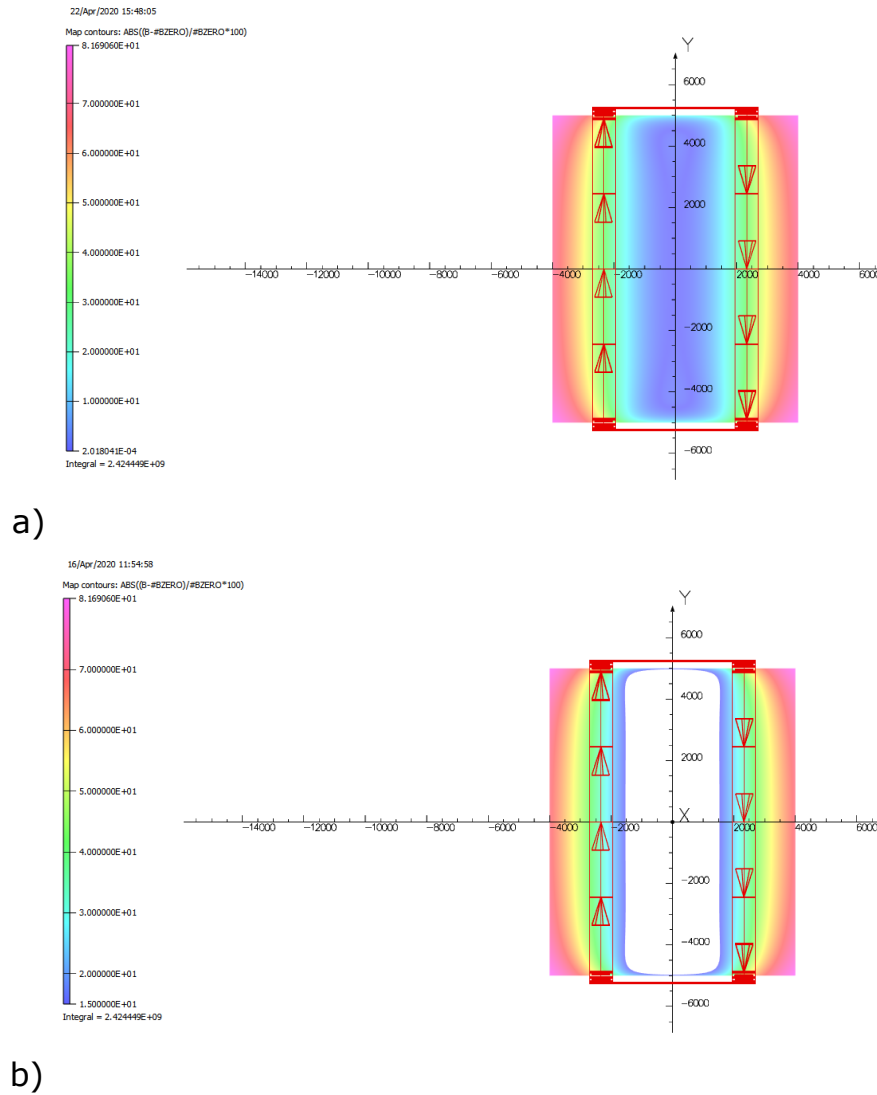 22/Apr/2020 15:48:05
Map contours: ABS((B-#BZERO)/#BZERO*100)
8.169060E+01
7.000000E+01
6.000000E+01
5.000000E+01
4.000000E+01
3.000000E+01
2.000000E+01
1.000000E+01
2.018041E-04
Integral = 2.424449E+09
Y
6000
4000
2000
−14000 −12000 −10000 −8000 −6000 −4000 −2000 0 2000 4000 6000
−2000
−4000
−6000
a)
16/Apr/2020 11:54:58
Map contours: ABS((B-#BZERO)/#BZERO*100)
8.169060E+01
7.000000E+01
6.000000E+01
5.000000E+01
4.000000E+01
3.000000E+01
2.000000E+01
1.500000E+01
Integral = 2.424449E+09
Y
6000
4000
2000
X
−14000 −12000 −10000 −8000 −6000 −4000 −2000 0 2000 4000 6000
−2000
−4000
−6000
b)